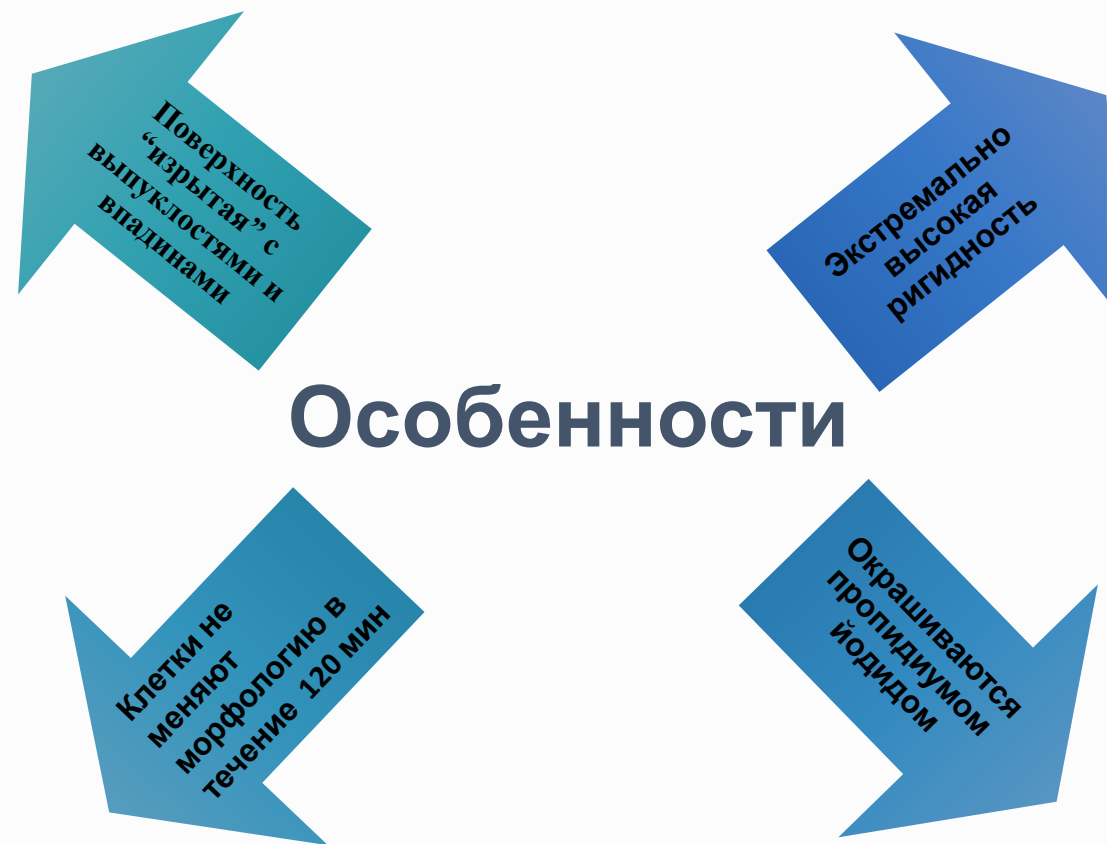 Поверхность
“изрытая” с
выпуклостями и
впадинами
Экстремально
высокая
ригидность
Особенности
Клетки не
меняют
морфологию в
течение 120 мин
Окрашиваются
пропидиумом
йодидом